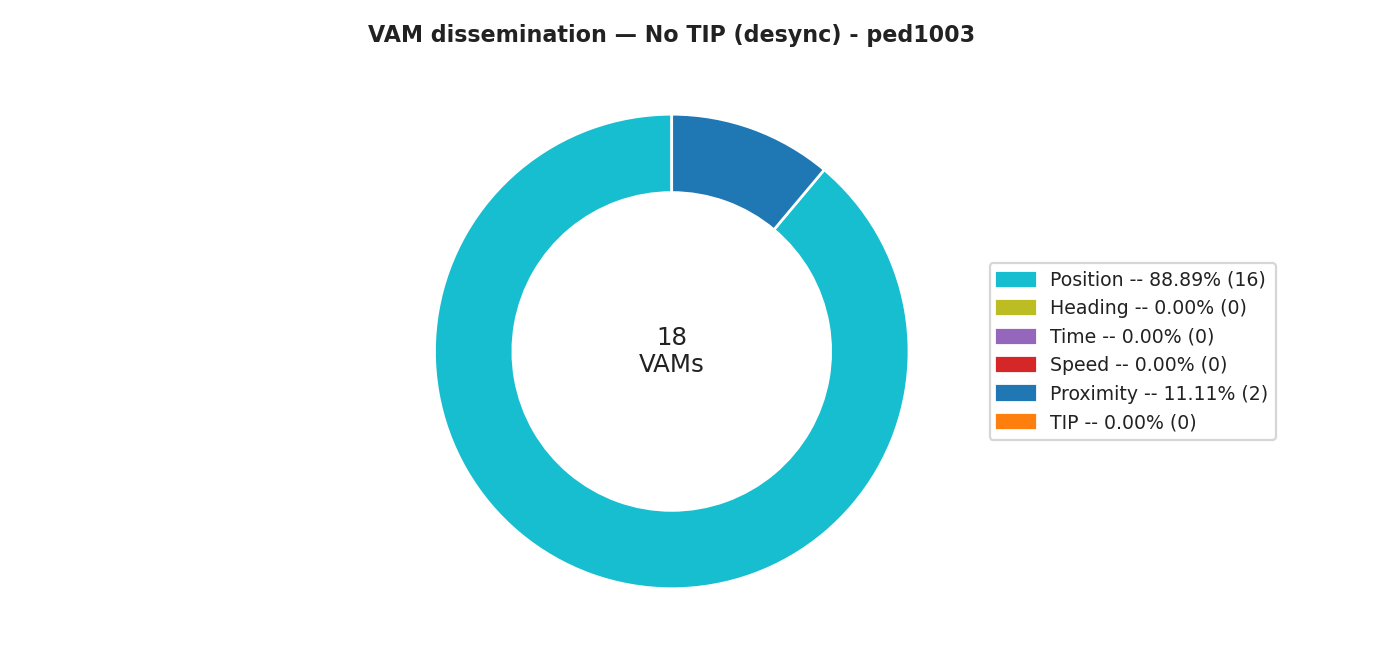 VAM dissemination — No TIP (desync) - ped1003
18
VAMs
Position -- 88.89% (16)
Heading -- 0.00% (0)
Time -- 0.00% (0)
Speed -- 0.00% (0)
Proximity -- 11.11% (2)
TIP -- 0.00% (0)